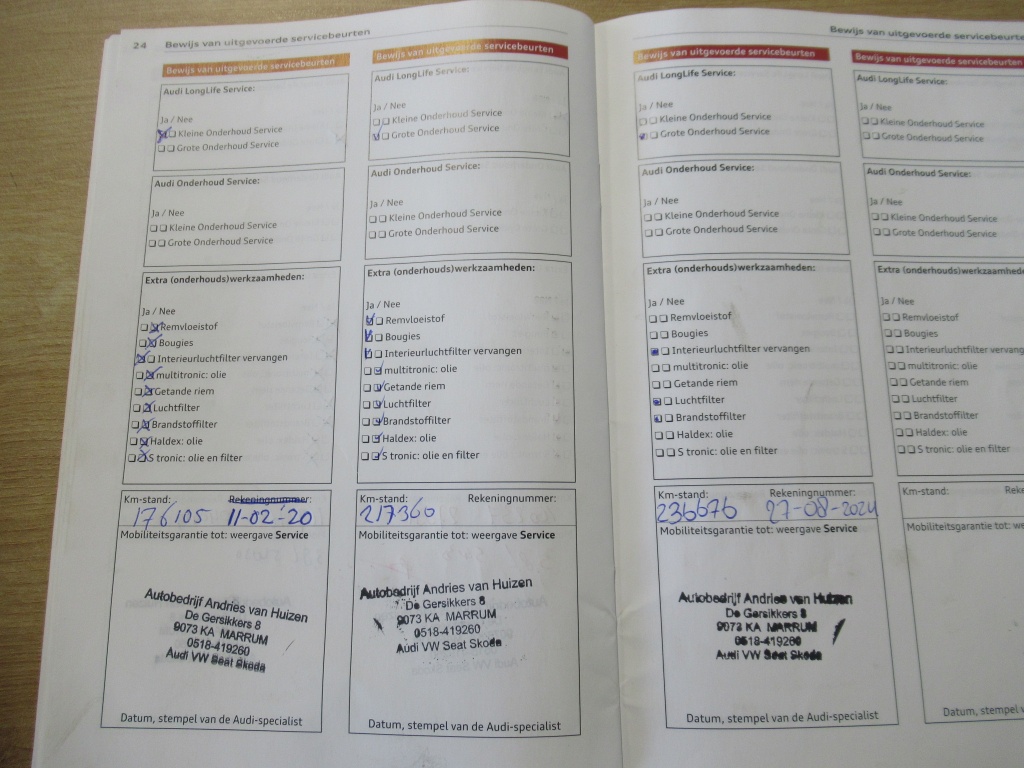 24 Bewijs van uitgevoerde servicebeurten
Bewijs van uitgevoerde servicebeurten
Audi LongLife Service:
Ja / Nee
Kleine Onderhoud Service
Grote Onderhoud Service
Audi Onderhoud Service:
Ja / Nee
Kleine Onderhoud Service
Grote Onderhoud Service
Extra (onderhouds)werkzaamheden:
Ja / Nee
Remvloeistof
Bougies
Interieurluchtfilter vervangen
multitronic: olie
Getande riem
Luchtfilter
Brandstoffilter
Haldex: olie
S tronic: olie en filter
Km-stand: Rekeningnummer:
176105 11-02-20
Mobiliteitsgarantie tot: weergave Service
Autobedrijf Andries van Huizen
De Gersikkers 8
9073 KA MARRUM
0518-419260
Audi VW Seat Skoda
Datum, stempel van de Audi-specialist
Bewijs van uitgevoerde servicebeurten
Audi LongLife Service:
Ja / Nee
Kleine Onderhoud Service
Grote Onderhoud Service
Audi Onderhoud Service:
Ja / Nee
Kleine Onderhoud Service
Grote Onderhoud Service
Extra (onderhouds)werkzaamheden:
Ja / Nee
Remvloeistof
Bougies
Interieurluchtfilter vervangen
multitronic: olie
Getande riem
Luchtfilter
Brandstoffilter
Haldex: olie
S tronic: olie en filter
Km-stand: Rekeningnummer:
217360
Mobiliteitsgarantie tot: weergave Service
Autobedrijf Andries van Huizen
De Gersikkers 8
9073 KA MARRUM
0518-419260
Audi VW Seat Skoda
Datum, stempel van de Audi-specialist
Bewijs van uitgevoerde servicebeurte
Bewijs van uitgevoerde servicebeurten
Audi LongLife Service:
Ja / Nee
Kleine Onderhoud Service
Grote Onderhoud Service
Audi Onderhoud Service:
Ja / Nee
Kleine Onderhoud Service
Grote Onderhoud Service
Extra (onderhouds)werkzaamheden:
Ja / Nee
Remvloeistof
Bougies
Interieurluchtfilter vervangen
multitronic: olie
Getande riem
Luchtfilter
Brandstoffilter
Haldex: olie
S tronic: olie en filter
Km-stand: Rekeningnummer:
236676 27-08-2024
Mobiliteitsgarantie tot: weergave Service
Autobedrijf Andries van Huizen
De Gersikkers 8
9073 KA MARRUM
0518-419260
Audi VW Seat Skoda
Datum, stempel van de Audi-specialist
Bewijs van uitgevoerde servicebeurten
Audi LongLife Service:
Ja / Nee
Kleine Onderhoud Service
Grote Onderhoud Service
Audi Onderhoud Service:
Ja / Nee
Kleine Onderhoud Service
Grote Onderhoud Service
Extra (onderhouds)werkzaamhed
Ja / Nee
Remvloeistof
Bougies
Interieurluchtfilter vervang
multitronic: olie
Getande riem
Luchtfilter
Brandstoffilter
Haldex: olie
S tronic: olie en filter
Km-stand: Reke
Mobiliteitsgarantie tot: weerga
Datum, stempel van de Aud